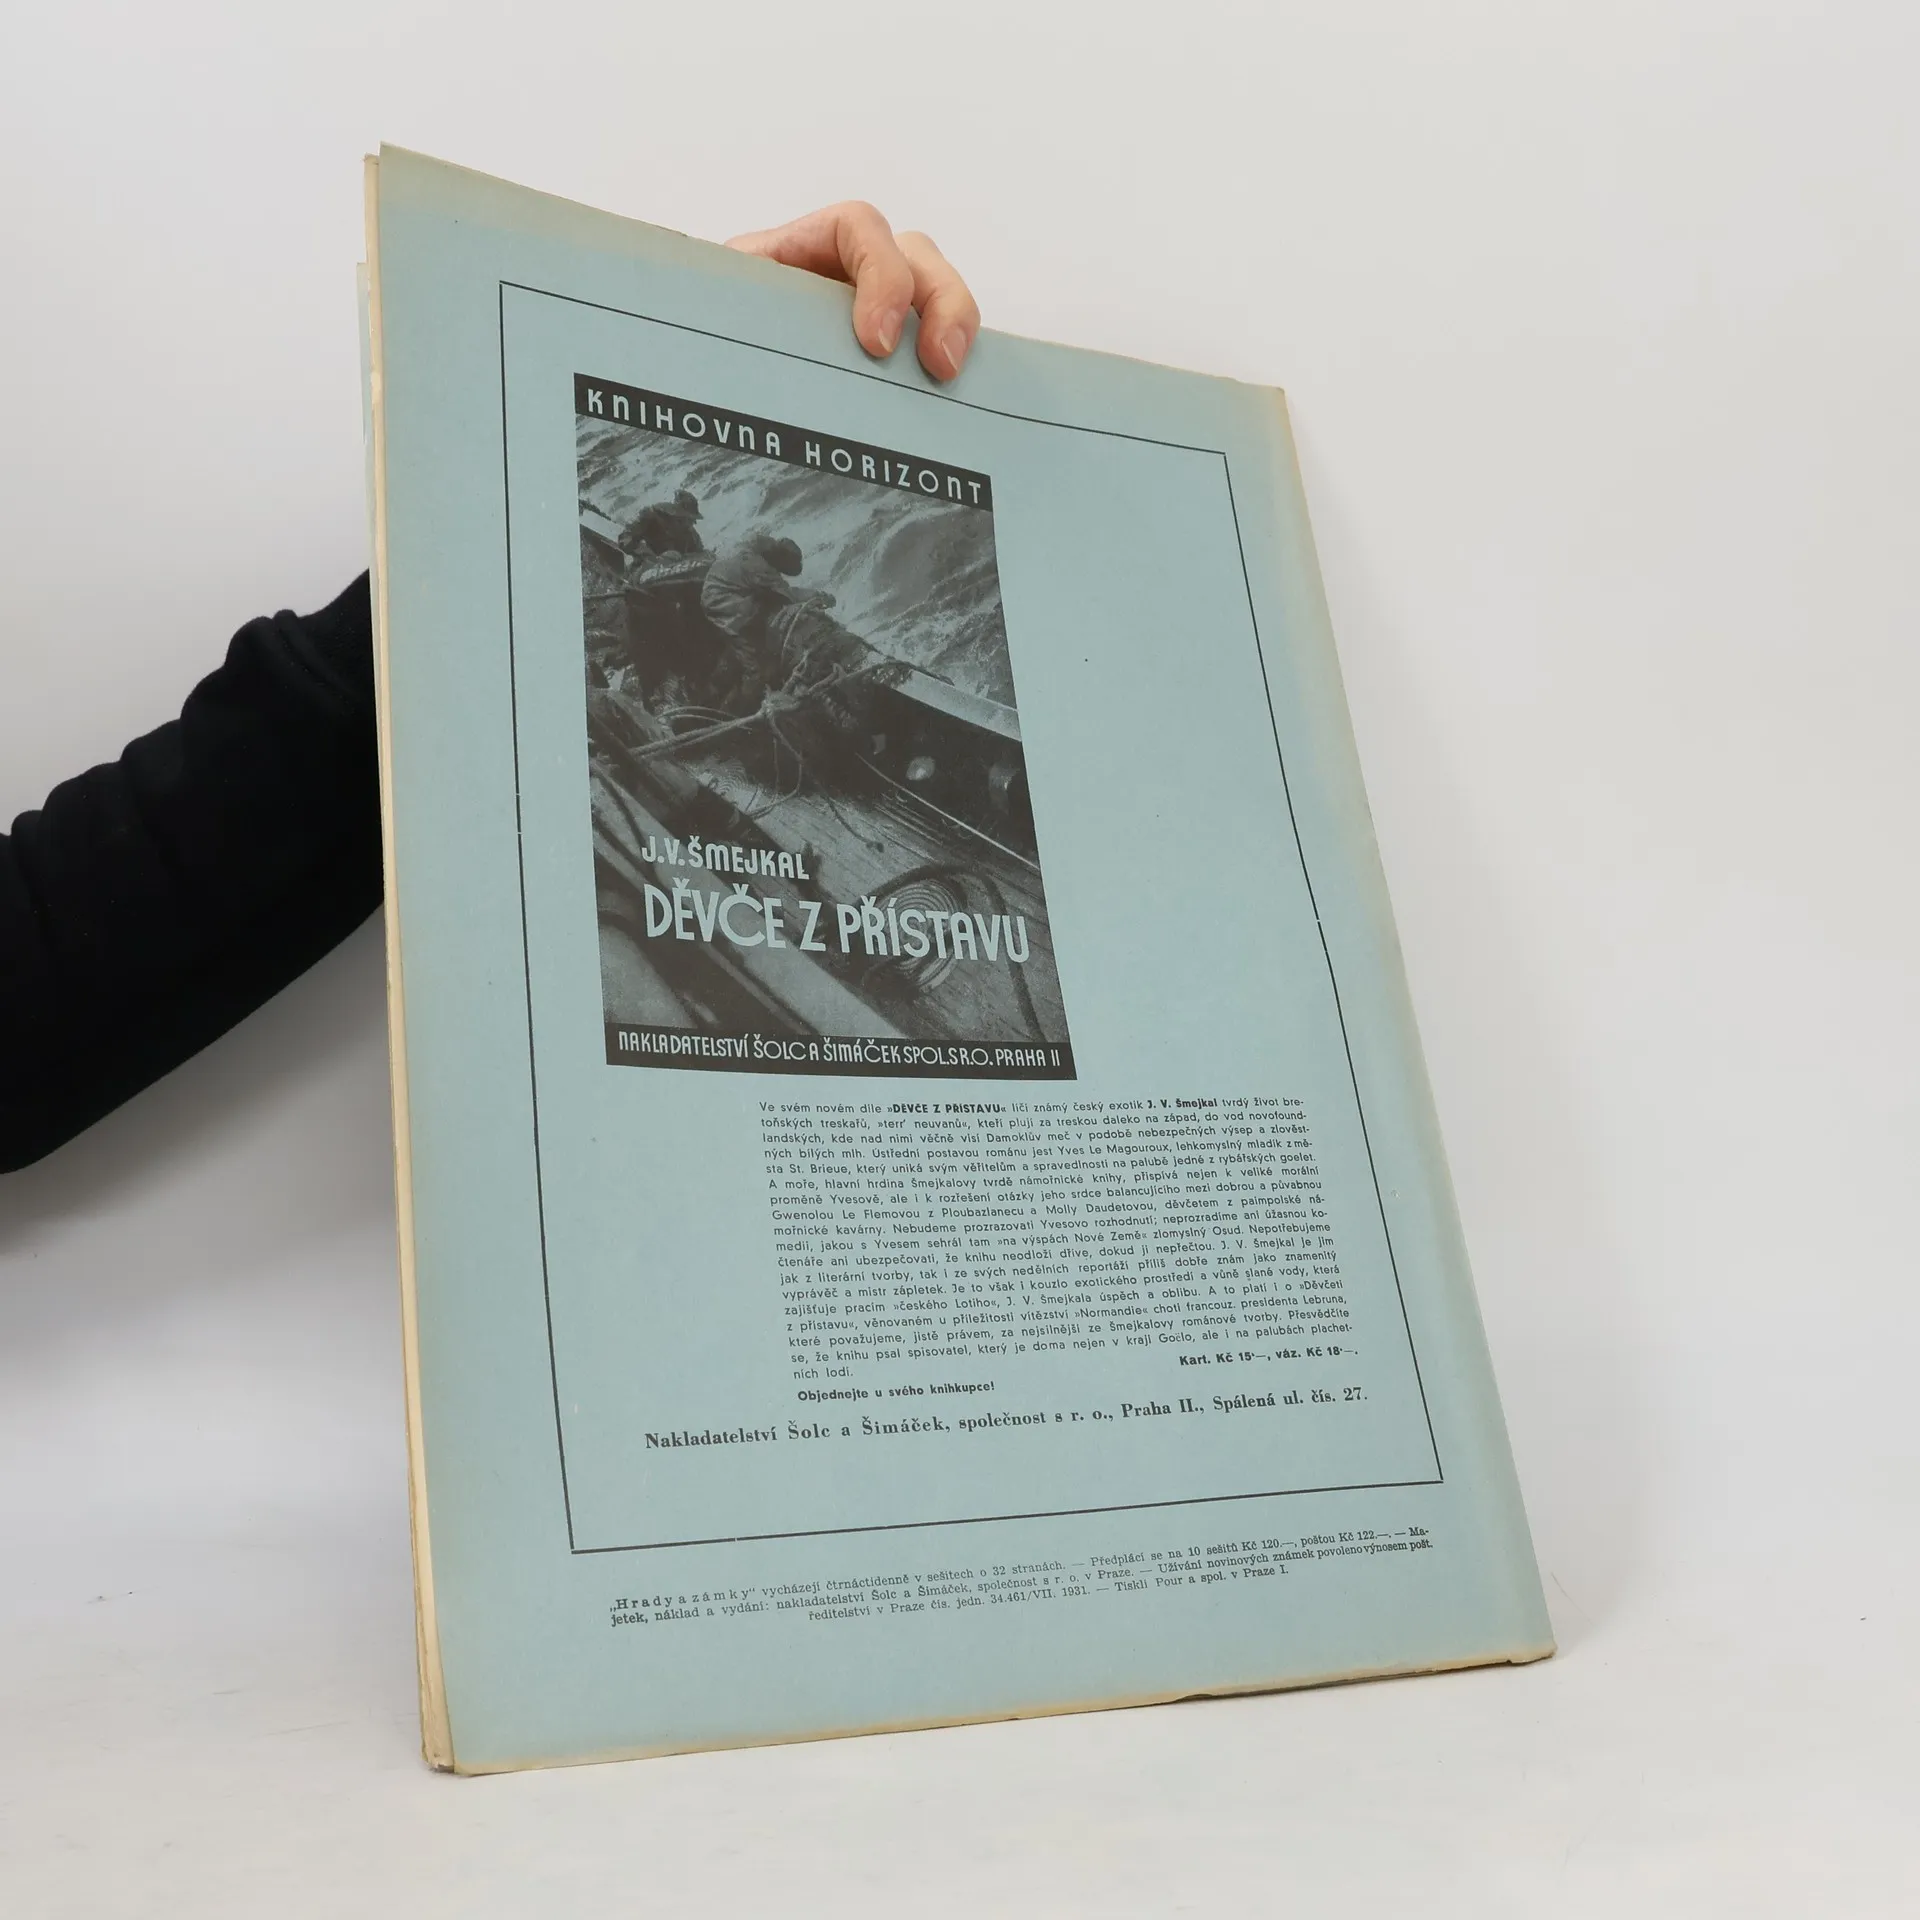 KNIHOVNA HORIZONT
J.V.ŠMEJKAL
DĚVČE Z PŘÍSTAVU
NAKLADATELSTVÍ ŠOLC A ŠIMÁČEK SPOL.S R.O. PRAHA II
Ve svém novém díle »DĚVČE Z PŘÍSTAVU« líčí známý český exotik J. V. Šmejkal tvrdý život bre-
toňských treskařů, »terr' neuvanů«, kteří plují za treskou daleko na západ, do vod novofound-
landských, kde nad nimi věčně visí Damoklův meč v podobě nebezpečných výsep a zlověst-
ných bílých mlh. Ústřední postavou románu jest Yves Le Magouroux, lehkomyslný mladík z mě-
sta St. Brieue, který uniká svým věřitelům a spravedlnosti na palubě jedné z rybářských goelet.
A moře, hlavní hrdina Šmejkalovy tvrdě námořnické knihy, přispívá nejen k veliké morální
proměně Yvesově, ale i k rozřešení otázky jeho srdce balancujícího mezi dobrou a půvabnou
Gwenolou Le Flemovou z Ploubazlanecu a Molly Daudetovou, děvčetem z paimpolské ná-
mořnické kavárny. Nebudeme prozrazovati Yvesovo rozhodnutí; neprozradíme ani úžasnou ko-
medii, jakou s Yvesem sehrál tam »na výspách Nové Země« zlomyslný Osud. Nepotřebujeme
čtenáře ani ubezpečovati, že knihu neodloží dříve, dokud ji nepřečtou. J. V. Šmejkal je jim
jak z literární tvorby, tak i ze svých nedělních reportáží příliš dobře znám jako znamenitý
vypravěč a mistr zápletek. Je to však i kouzlo exotického prostředí a vůně slané vody, která
zajišťuje pracím »českého Lotiho«, J. V. Šmejkala úspěch a oblibu. A to platí i o »Děvčeti
z přístavu«, věnovaném u příležitosti vítězství »Normandie« choti francouz. presidenta Lebruna,
které považujeme, jistě právem, za nejsilnější ze Šmejkalovy románové tvorby. Přesvědčíte
se, že knihu psal spisovatel, který je doma nejen v kraji Goëlo, ale i na palubách plachet-
ních lodí.
Kart. Kč 15·—, váz. Kč 18·—.
Objednejte u svého knihkupce!
Nakladatelství Šolc a Šimáček, společnost s r. o., Praha II., Spálená ul. čís. 27.
„Hrady a zámky" vycházejí čtrnáctidenně v sešitech o 32 stranách. — Předplácí se na 10 sešitů Kč 120.—, poštou Kč 122.—. — Ma-
jetek, náklad a vydání: nakladatelství Šolc a Šimáček, společnost s r. o. v Praze. — Užívání novinových známek povoleno výnosem pošt.
ředitelství v Praze čís. jedn. 34.461/VII. 1931. — Tiskli Pour a spol. v Praze I.